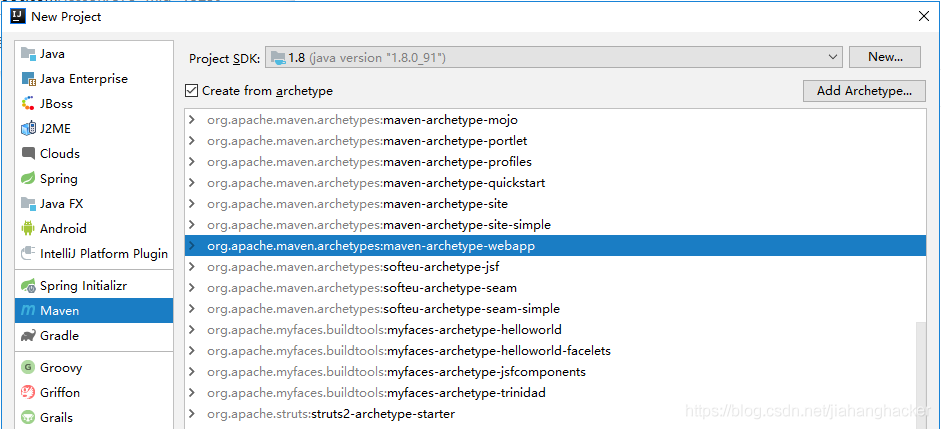 New Project
Java
Java Enterprise
JBoss
J2ME
Clouds
Spring
Java FX
Android
IntelliJ Platform Plugin
Spring Initializr
Maven
Gradle
Groovy
Griffon
Grails
Project SDK: 1.8 (java version "1.8.0_91") New...
Create from archetype Add Archetype...
org.apache.maven.archetypes:maven-archetype-mojo
org.apache.maven.archetypes:maven-archetype-portlet
org.apache.maven.archetypes:maven-archetype-profiles
org.apache.maven.archetypes:maven-archetype-quickstart
org.apache.maven.archetypes:maven-archetype-site
org.apache.maven.archetypes:maven-archetype-site-simple
org.apache.maven.archetypes:maven-archetype-webapp
org.apache.maven.archetypes:softeu-archetype-jsf
org.apache.maven.archetypes:softeu-archetype-seam
org.apache.maven.archetypes:softeu-archetype-seam-simple
org.apache.myfaces.buildtools:myfaces-archetype-helloworld
org.apache.myfaces.buildtools:myfaces-archetype-helloworld-facelets
org.apache.myfaces.buildtools:myfaces-archetype-jsfcomponents
org.apache.myfaces.buildtools:myfaces-archetype-trinidad
org.apache.struts:struts2-archetype-starter
https://blog.csdn.net/jiahanghacker